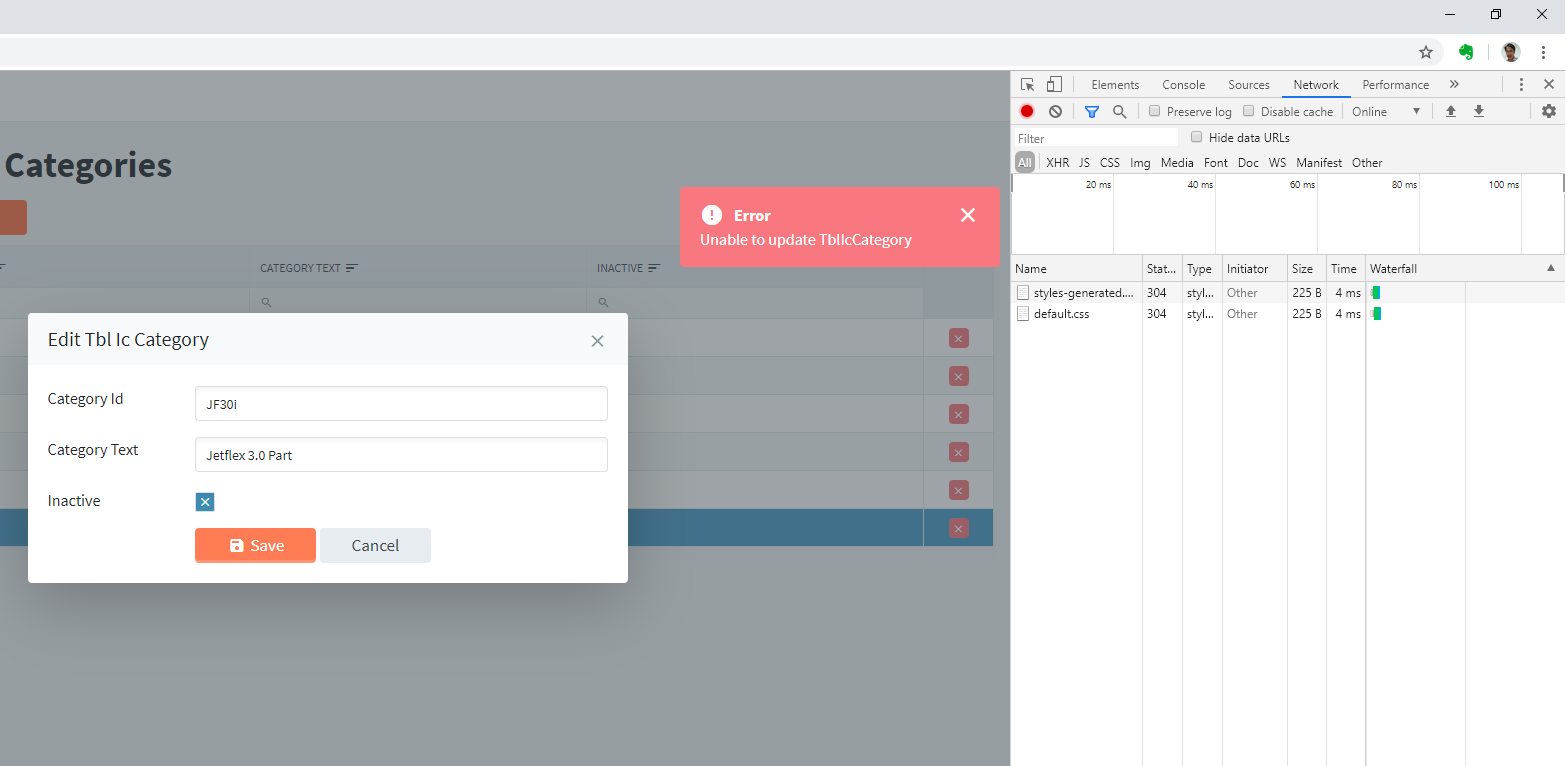 Elements Console Sources Network Performance »
Preserve log Disable cache Online
Filter Hide data URLs
All XHR JS CSS Img Media Font Doc WS Manifest Other
20 ms 40 ms 60 ms 80 ms 100 ms
Name Stat... Type Initiator Size Time Waterfall
styles-generated.... 304 styl... Other 225 B 4 ms
default.css 304 styl... Other 225 B 4 ms
Categories
Error
Unable to update TblIcCategory
CATEGORY TEXT INACTIVE
Edit Tbl Ic Category
Category Id JF30i
Category Text Jetflex 3.0 Part
Inactive
Save Cancel